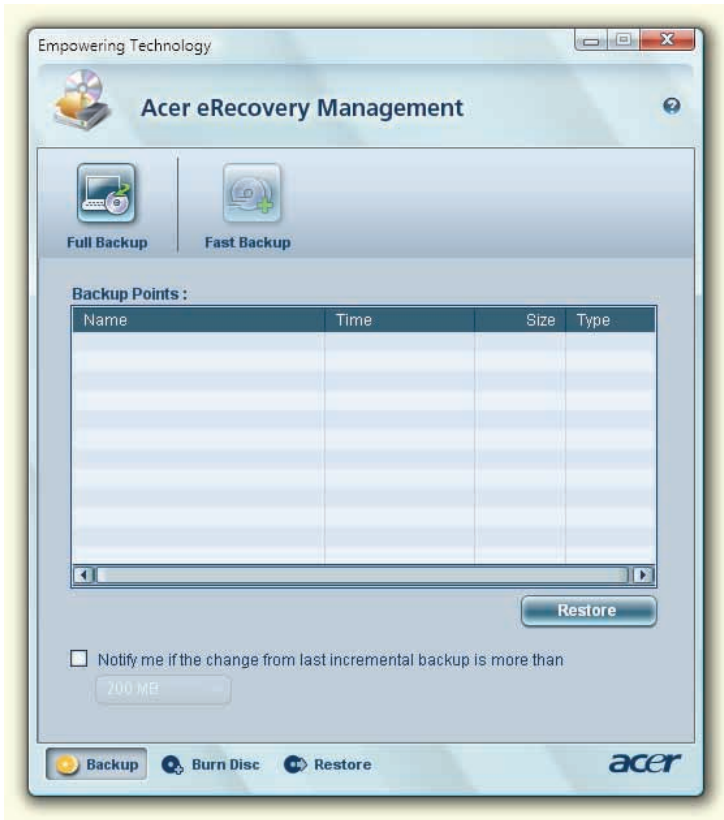 Empowering Technology
Acer eRecovery Management
Full Backup Fast Backup
Backup Points :
Name Time Size Type
Restore
Notify me if the change from last incremental backup is more than
200 MB
Backup Burn Disc Restore acer